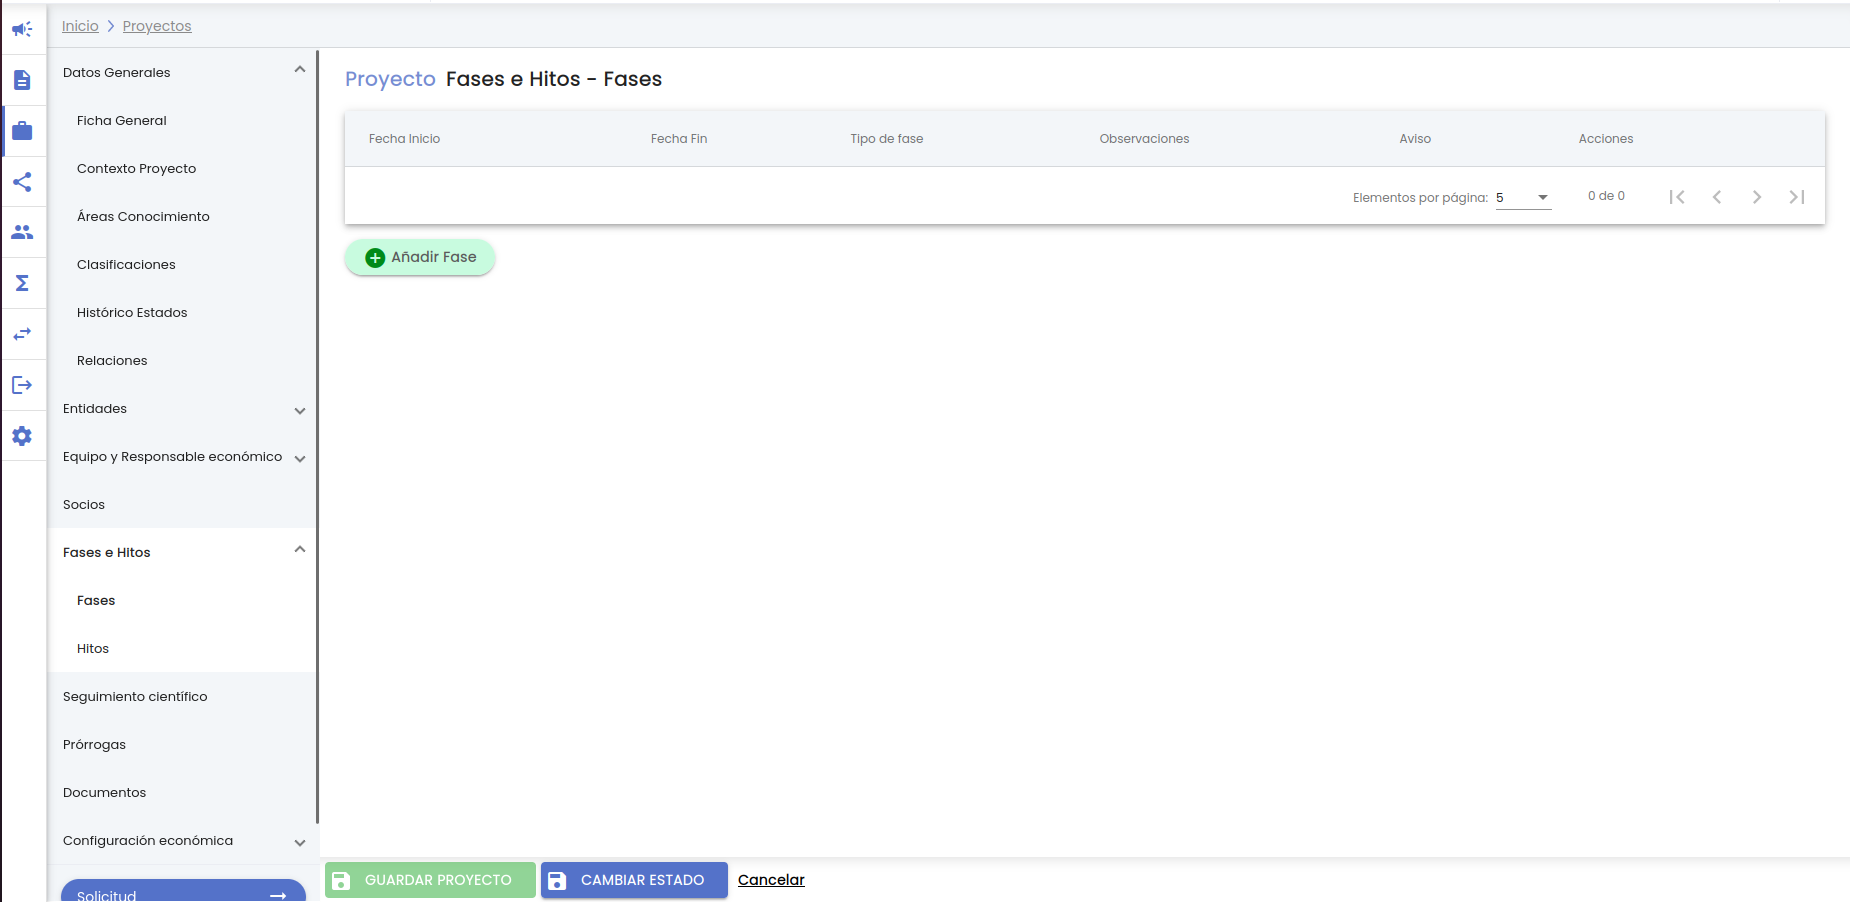 Inicio > Proyectos
Datos Generales
Ficha General
Contexto Proyecto
Áreas Conocimiento
Clasificaciones
Histórico Estados
Relaciones
Entidades
Equipo y Responsable económico
Socios
Fases e Hitos
Fases
Hitos
Seguimiento científico
Prórrogas
Documentos
Configuración económica
Solicitud
Proyecto Fases e Hitos - Fases
Fecha Inicio Fecha Fin Tipo de fase Observaciones Aviso Acciones
Elementos por página: 5 0 de 0
Añadir Fase
GUARDAR PROYECTO CAMBIAR ESTADO Cancelar